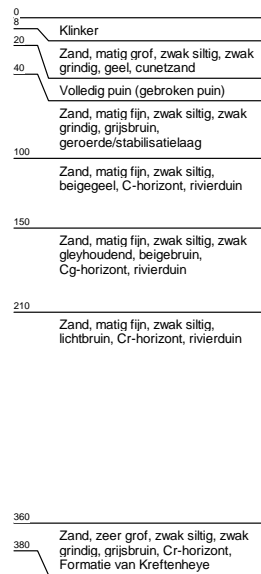 0
8
Klinker
20
Zand, matig grof, zwak siltig, zwak
grindig, geel, cunetzand
40
Volledig puin (gebroken puin)
Zand, matig fijn, zwak siltig, zwak
grindig, grijsbruin,
geroerde/stabilisatielaag
100
Zand, matig fijn, zwak siltig,
beigegeel, C-horizont, rivierduin
150
Zand, matig fijn, zwak siltig, zwak
gleyhoudend, beigebruin,
Cg-horizont, rivierduin
210
Zand, matig fijn, zwak siltig,
lichtbruin, Cr-horizont, rivierduin
360
Zand, zeer grof, zwak siltig, zwak
grindig, grijsbruin, Cr-horizont,
Formatie van Kreftenheye
380